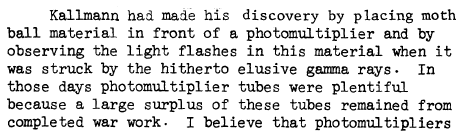 Kallmann had made his discovery by placing moth
ball material in front of a photomultiplier and by
observing the light flashes in this material when it
was struck by the hitherto elusive gamma rays. In
those days photomultiplier tubes were plentiful
because a large surplus of these tubes remained from
completed war work. I believe that photomultipliers